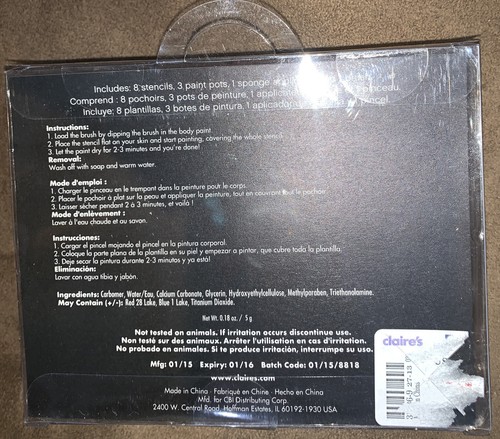 Includes: 8 stencils, 3 paint pots, 1 sponge
Comprend : 8 pochoirs, 3 pots de peinture, 1 pinceau.
Incluye: 8 plantillas, 3 botes de pintura, 1 pincel.
Instructions:
1. Load the brush by dipping the brush in the body paint
2. Place the stencil flat on your skin and start painting, covering the whole stencil.
3. Let the paint dry for 2-3 minutes and you're done!
Removal:
Wash off with soap and warm water.
Mode d'emploi :
1. Charger le pinceau en le trempant dans la peinture pour le corps.
2. Placer le pochoir à plat sur la peau et appliquer la peinture, tout en couvrant tout le pochoir.
3. Laisser sécher pendant 2 à 3 minutes, et voilà !
Mode d'enlèvement :
Laver à l'eau chaude et au savon.
Instrucciones:
1. Cargar el pincel mojando el pincel en la pintura corporal.
2. Coloque la parte plana de la plantilla en su piel y empezar a pintar, que cubre toda la plantilla.
3. Deje secar la pintura durante 2-3 minutos y ya está!
Eliminación:
Lavar con agua tibia y jabón.
Ingredients: Carbomer, Water/Eau, Calcium Carbonate, Glycerin, Hydroxyethylcellulose, Methylparaben, Triethanolamine.
May Contain (+/-): Red 28 Lake, Blue 1 Lake, Titanium Dioxide.
Net Wt. 0.18 oz. / 5 g
Not tested on animals. If irritation occurs discontinue use.
Non testé sur des animaux. Arrêter l'utilisation en cas d'irritation.
No probado en animales. Si se produce irritación, interrumpe su uso.
Mfg: 01/15 Expiry: 01/16 Batch Code: 01/15/8818
www.claires.com
Made in China · Fabriqué en Chine · Hecho en China
Mfd. for CBI Distributing Corp.
2400 W. Central Road, Hoffman Estates, IL 60192-1930 USA
claire's